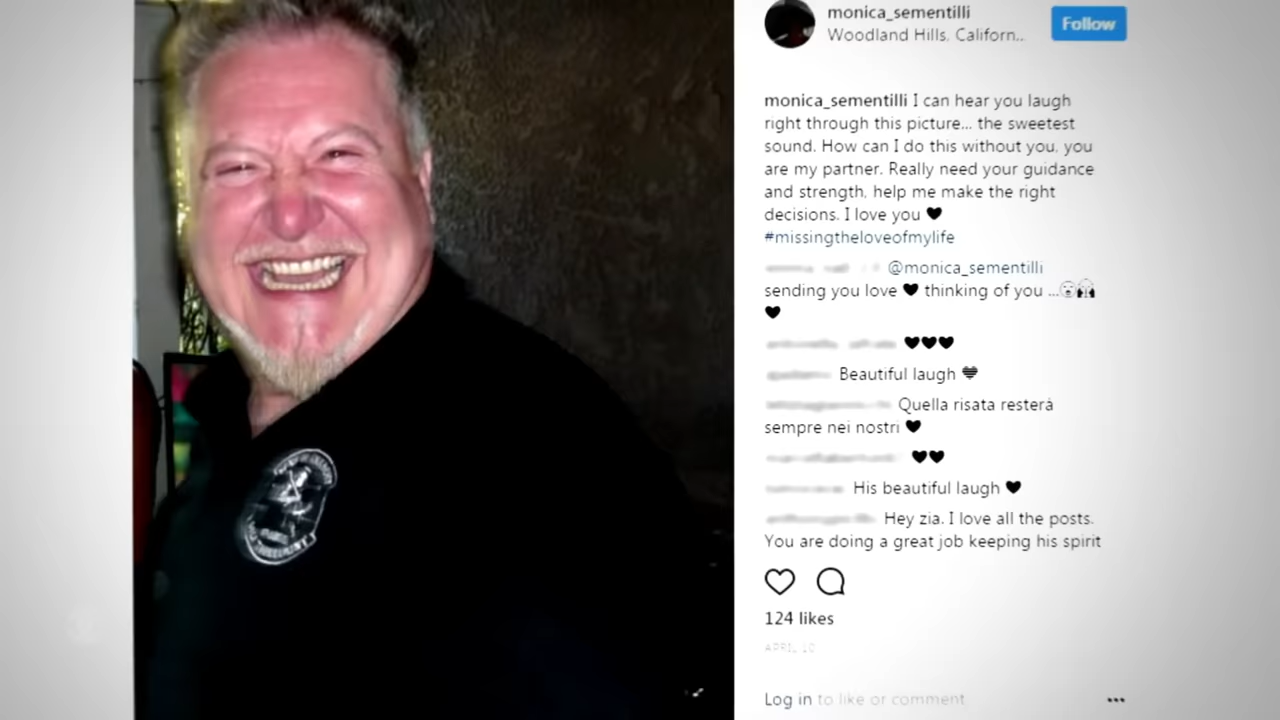 monica_sementilli
Woodland Hills, Californ...
Follow
monica_sementilli I can hear you laugh
right through this picture... the sweetest
sound. How can I do this without you, you
are my partner. Really need your guidance
and strength, help me make the right
decisions. I love you 🖤
#missingtheloveofmylife
@monica_sementilli
sending you love 🖤 thinking of you ...
🖤
🖤🖤🖤
Beautiful laugh 🖤
Quella risata resterà
sempre nei nostri 🖤
🖤🖤
His beautiful laugh 🖤
Hey zia. I love all the posts.
You are doing a great job keeping his spirit
124 likes
APRIL 10
Log in to like or comment
...